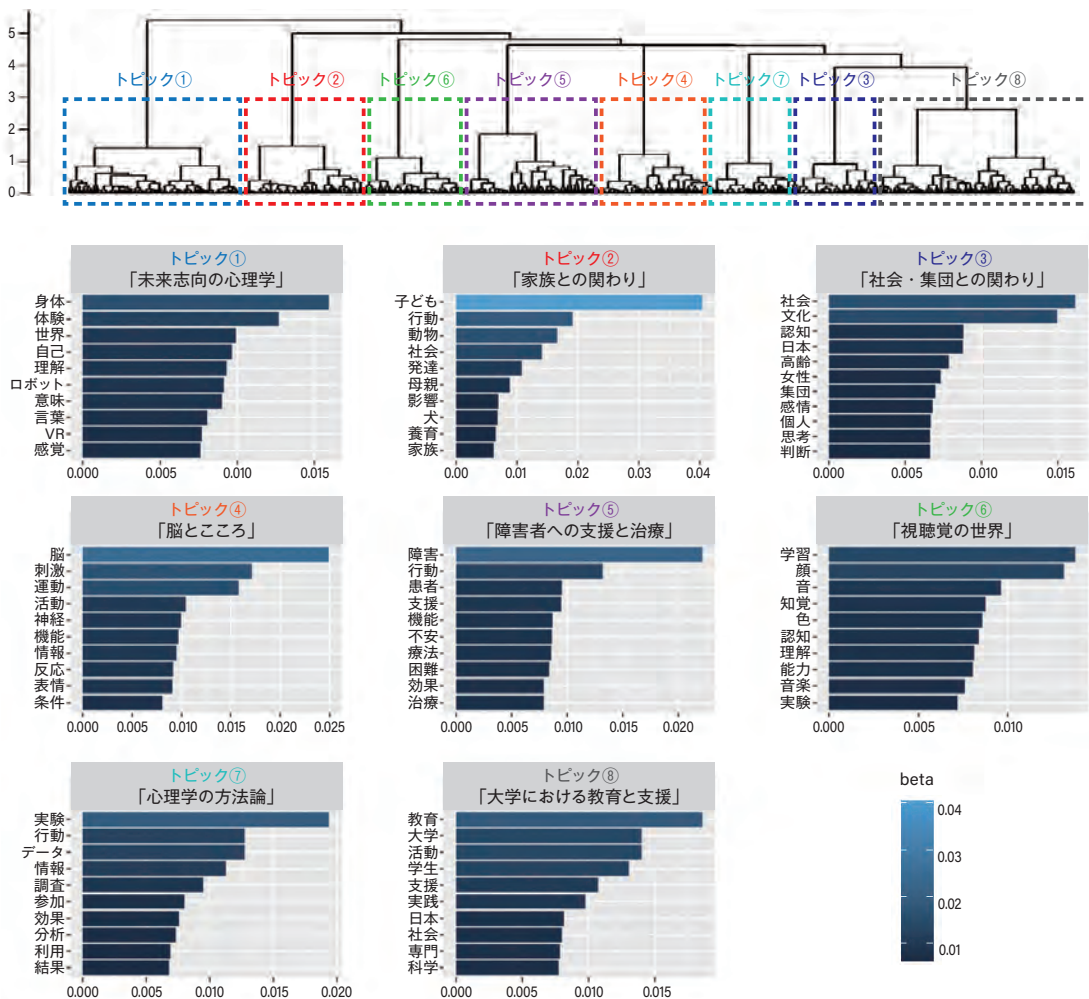 5
4
3
2
1
0
トピック①
トピック②
トピック⑥
トピック⑤
トピック④
トピック⑦
トピック③
トピック⑧
トピック①
「未来志向の心理学」
身体
体験
世界
自己
理解
ロボット
意味
言葉
VR
感覚
0.000 0.005 0.010 0.015
トピック②
「家族との関わり」
子ども
行動
動物
社会
発達
母親
影響
犬
養育
家族
0.00 0.01 0.02 0.03 0.04
トピック③
「社会・集団との関わり」
社会
文化
認知
日本
高齢
女性
集団
感情
個人
思考
判断
0.000 0.005 0.010 0.015
トピック④
「脳とこころ」
脳
刺激
運動
活動
神経
機能
情報
反応
表情
条件
0.000 0.005 0.010 0.015 0.020 0.025
トピック⑤
「障害者への支援と治療」
障害
行動
患者
支援
機能
不安
療法
困難
効果
治療
0.000 0.005 0.010 0.015 0.020
トピック⑥
「視聴覚の世界」
学習
顔
音
知覚
色
認知
理解
能力
音楽
実験
0.000 0.010
トピック⑦
「心理学の方法論」
実験
行動
データ
情報
調査
参加
効果
分析
利用
結果
0.000 0.005 0.010 0.015 0.020
トピック⑧
「大学における教育と支援」
教育
大学
活動
学生
支援
実践
日本
社会
専門
科学
0.000 0.005 0.010 0.015
beta
0.04
0.03
0.02
0.01